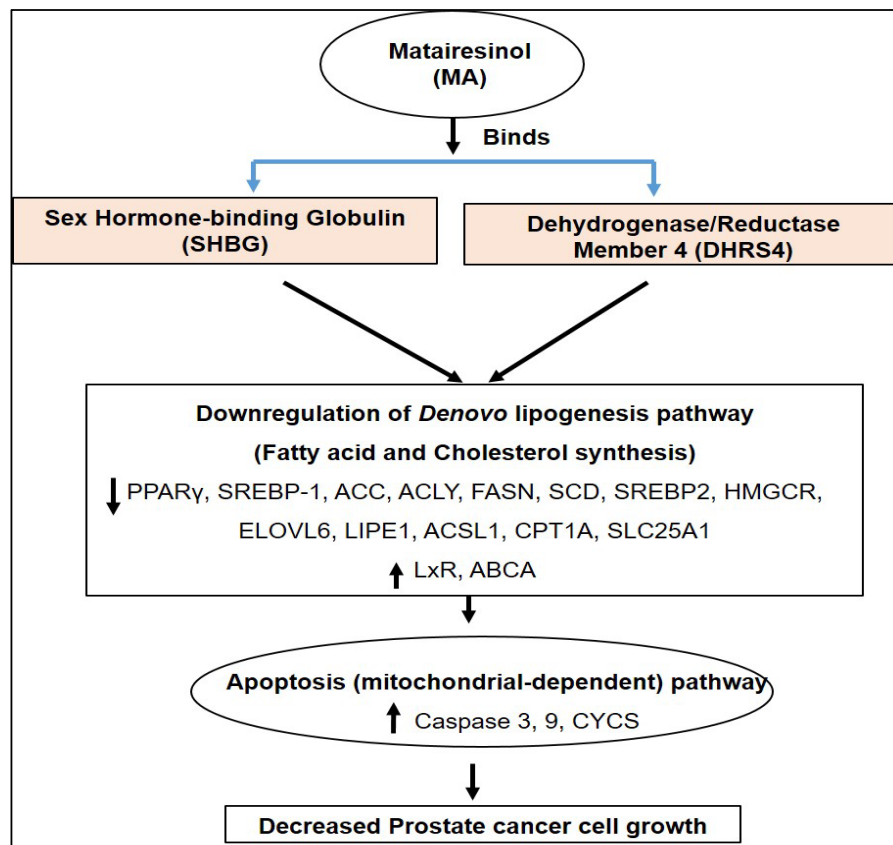 Matairesinol
(MA)
Binds
Sex Hormone-binding Globulin
(SHBG)
Dehydrogenase/Reductase
Member 4 (DHRS4)
Downregulation of Denovo lipogenesis pathway
(Fatty acid and Cholesterol synthesis)
PPARγ, SREBP-1, ACC, ACLY, FASN, SCD, SREBP2, HMGCR,
ELOVL6, LIPE1, ACSL1, CPT1A, SLC25A1
LxR, ABCA
Apoptosis (mitochondrial-dependent) pathway
Caspase 3, 9, CYCS
Decreased Prostate cancer cell growth